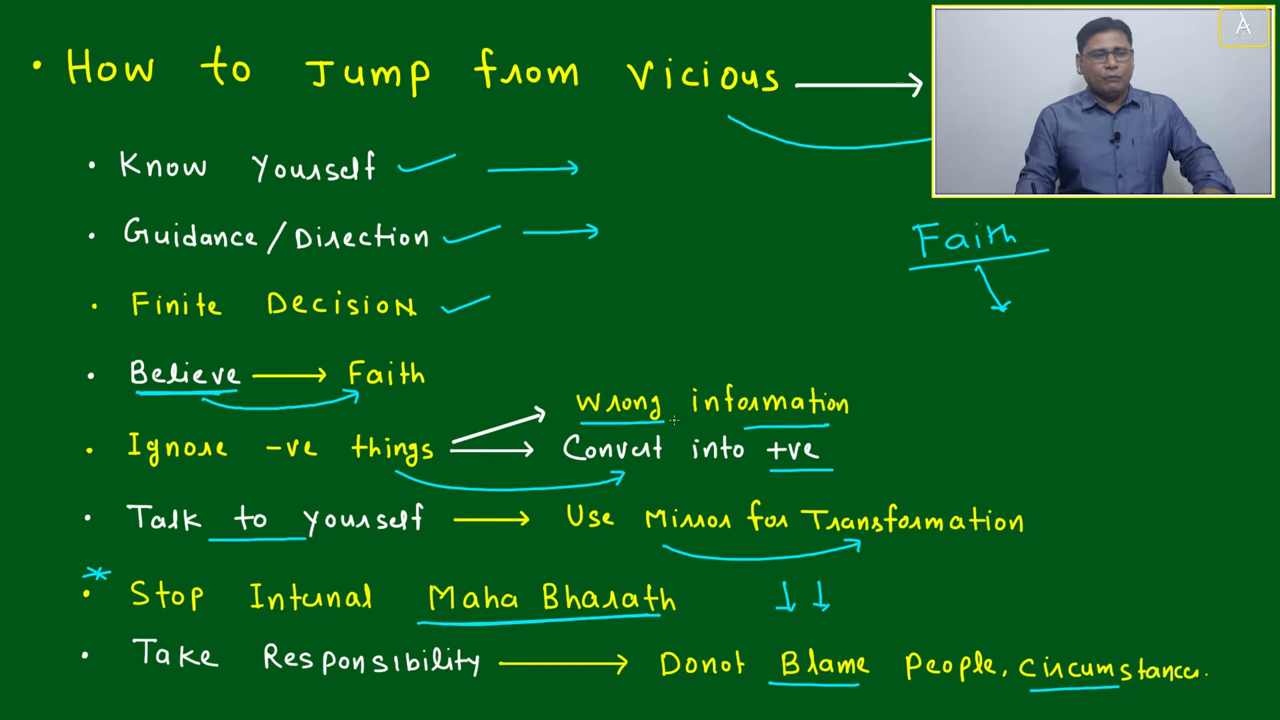 • How to Jump from vicious →
A
• Know Yourself ✓ →
• Guidance/Direction ✓ →
Faith
• Finite Decision ✓
• Believe → Faith
wrong information
• Ignore -ve things → Convert into +ve
• Talk to yourself → Use Mirror for Transformation
* • Stop Internal Maha Bharath ↓ ↓
• Take Responsibility → Donot Blame people, circumstances.